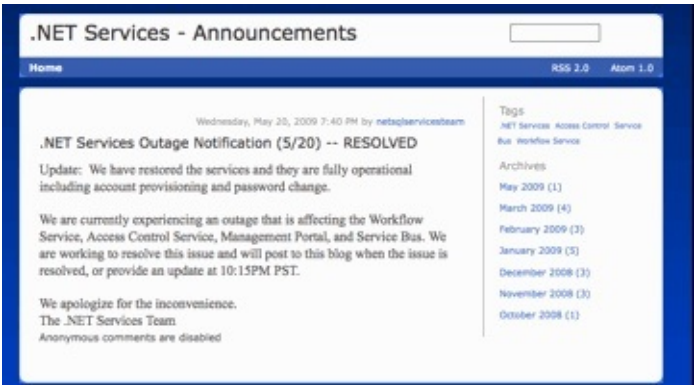 .NET Services - Announcements
Home
RSS 2.0 Atom 1.0
Wednesday, May 20, 2009 7:40 PM by netsqlservicesteam
.NET Services Outage Notification (5/20) -- RESOLVED
Update: We have restored the services and they are fully operational
including account provisioning and password change.
We are currently experiencing an outage that is affecting the Workflow
Service, Access Control Service, Management Portal, and Service Bus. We
are working to resolve this issue and will post to this blog when the issue is
resolved, or provide an update at 10:15PM PST.
We apologize for the inconvenience.
The .NET Services Team
Anonymous comments are disabled
Tags
.NET Services Access Control Service
Bus Workflow Service
Archives
May 2009 (1)
March 2009 (4)
February 2009 (3)
January 2009 (5)
December 2008 (3)
November 2008 (3)
October 2008 (1)